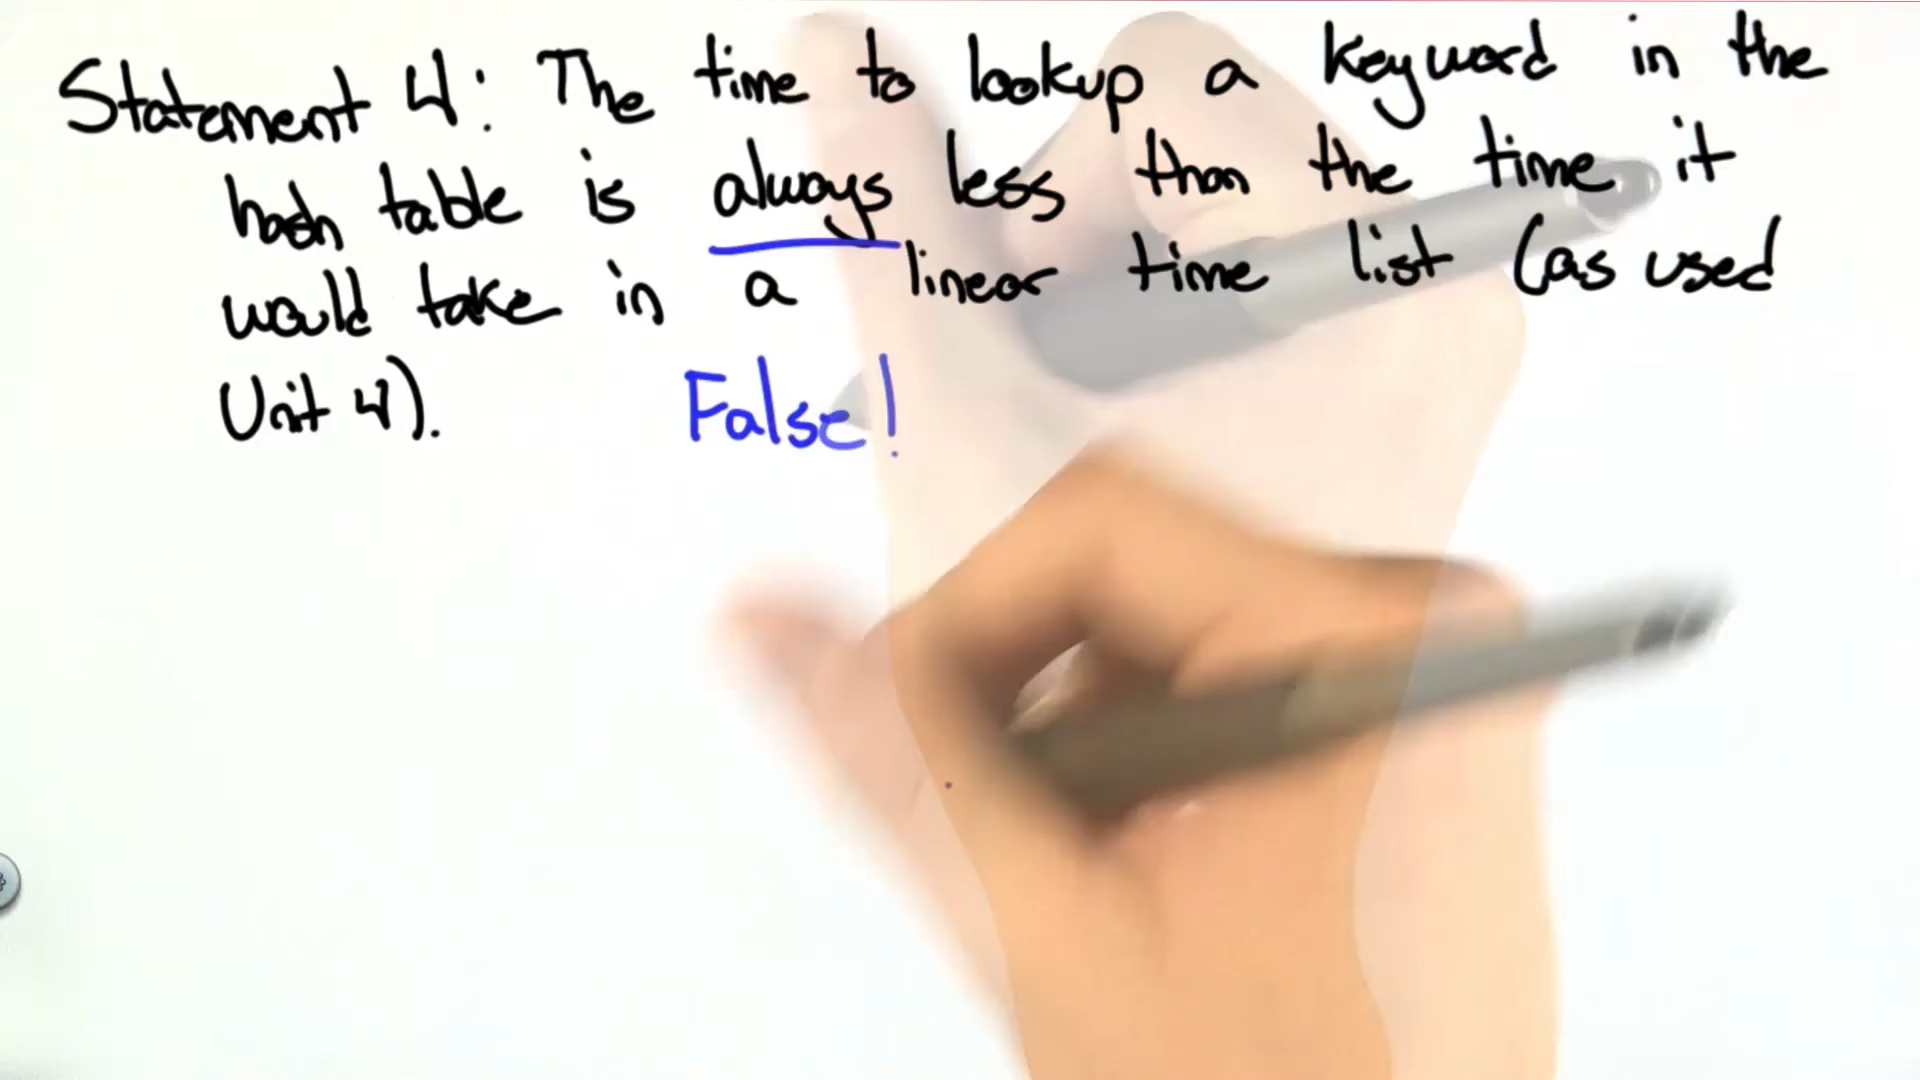 Statement 4: The time to lookup a keyword in the
hash table is always less than the time it
would take in a linear time list (as used
Unit 4). False!